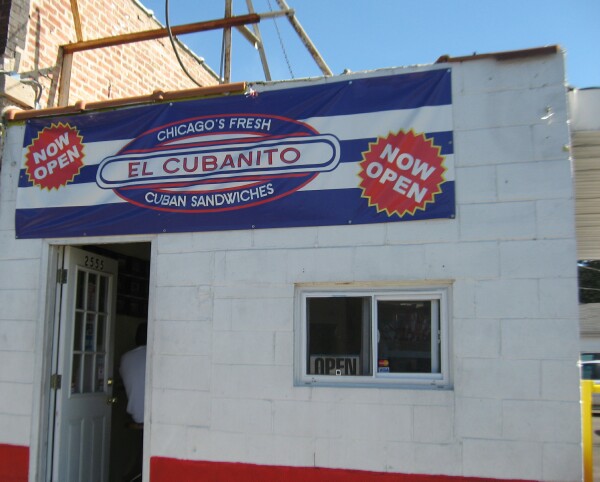 NOW
OPEN
CHICAGO'S FRESH
EL CUBANITO
CUBAN SANDWICHES
NOW
OPEN
2555
OPEN